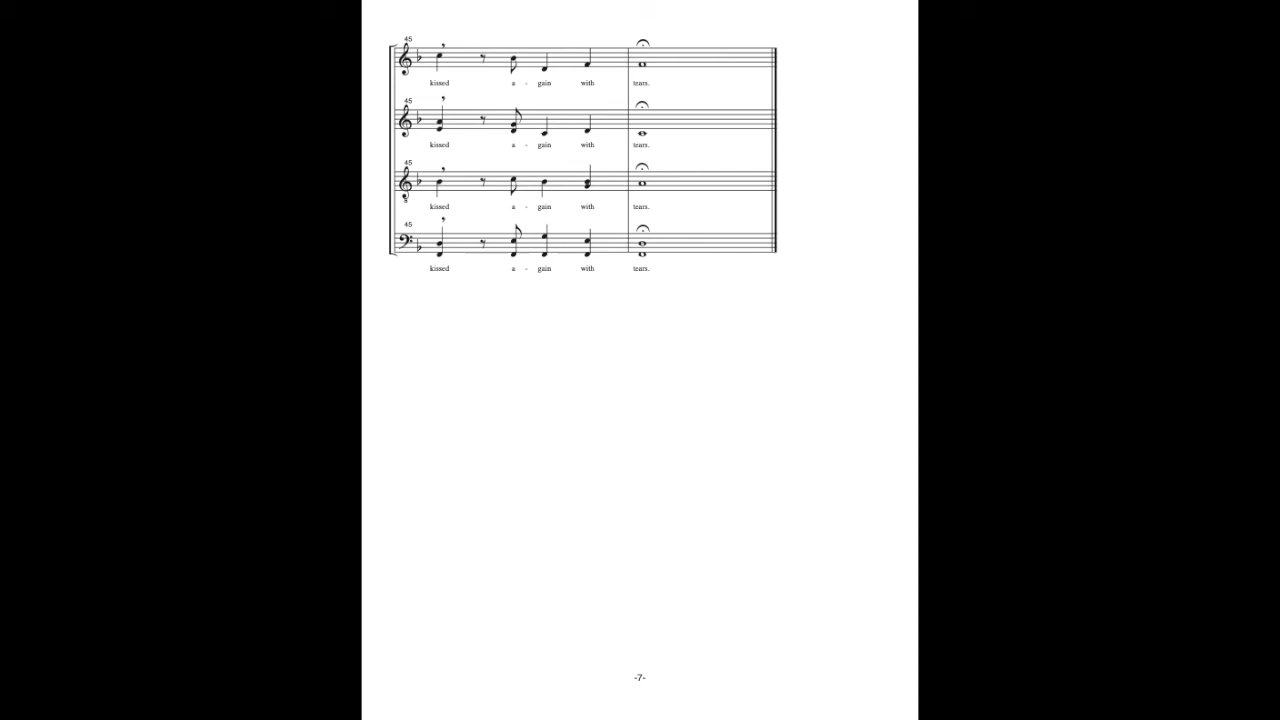 45
kissed a - gain with tears.
45
kissed a - gain with tears.
45
kissed a - gain with tears.
8
45
kissed a - gain with tears.
-7-